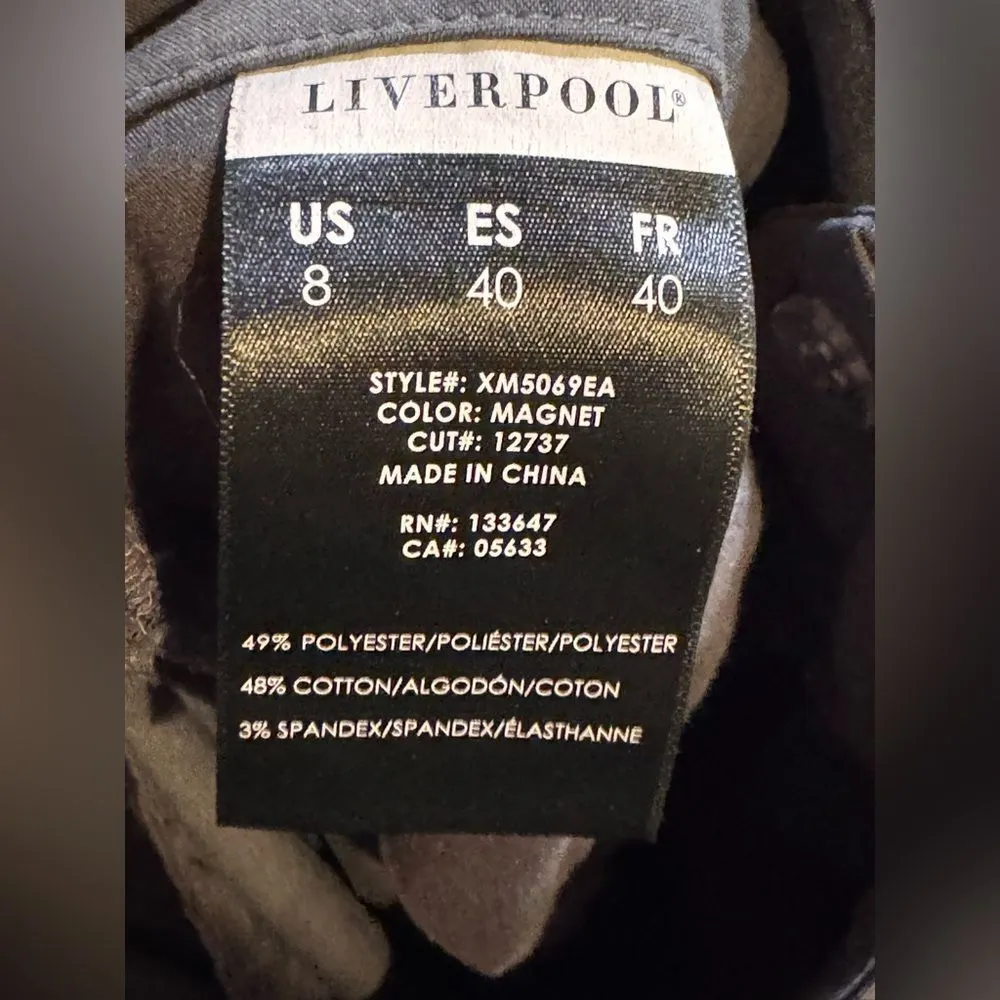 LIVERPOOL®
US ES FR
8 40 40
STYLE#: XM5069EA
COLOR: MAGNET
CUT#: 12737
MADE IN CHINA
RN#: 133647
CA#: 05633
49% POLYESTER/POLIÉSTER/POLYESTER
48% COTTON/ALGODÓN/COTON
3% SPANDEX/SPANDEX/ÉLASTHANNE